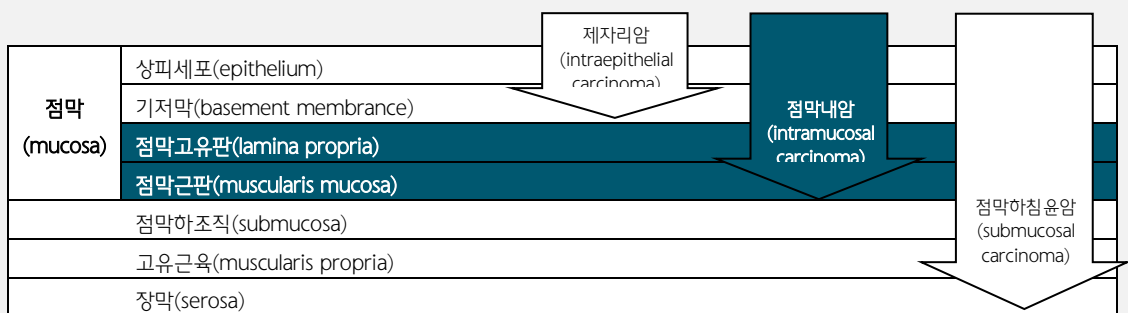 제자리암
(intraepithelial
carcinoma)
점막내암
(intramucosal
carcinoma)
점막하침윤암
(submucosal
carcinoma)
점막
(mucosa)
상피세포(epithelium)
기저막(basement membrance)
점막고유판(lamina propria)
점막근판(muscularis mucosa)
점막하조직(submucosa)
고유근육(muscularis propria)
장막(serosa)